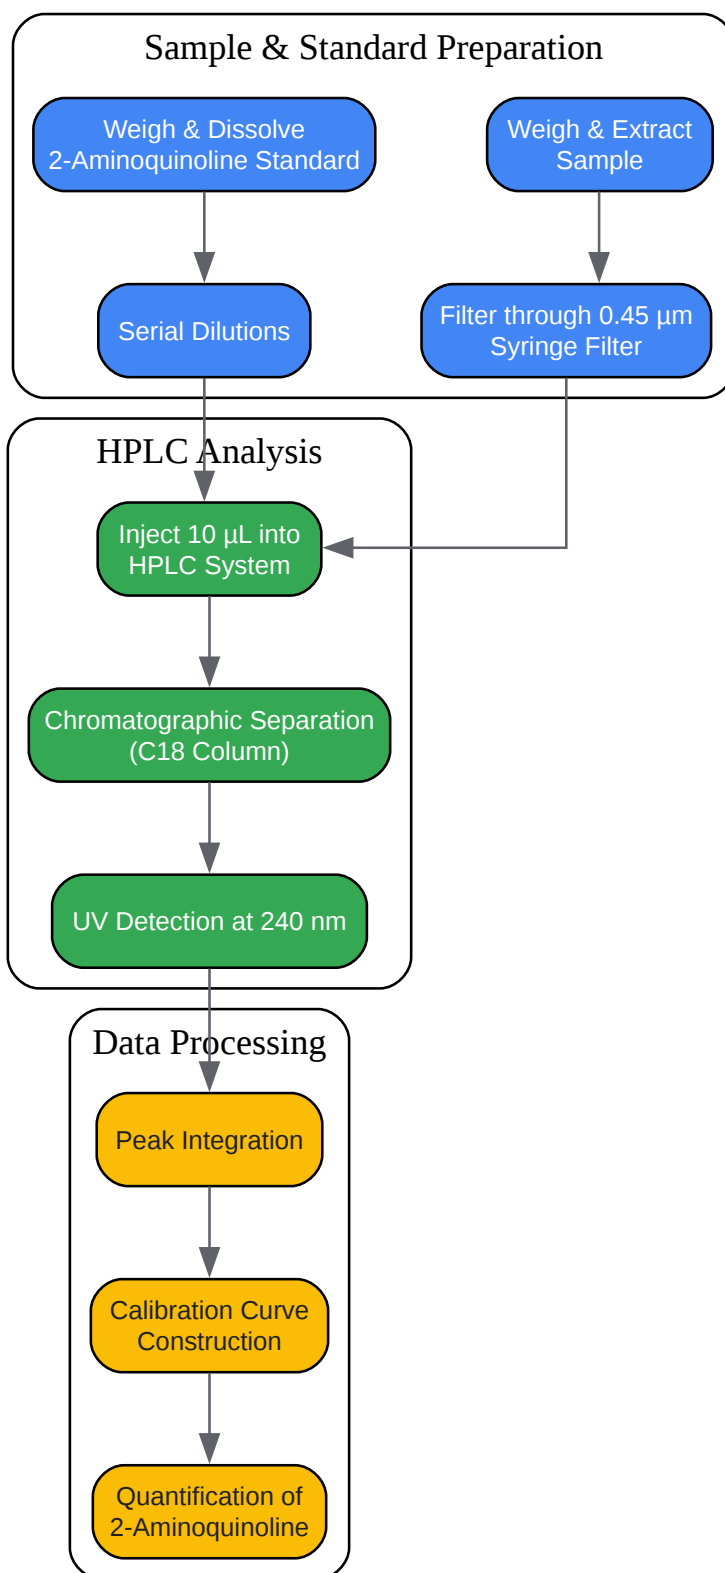 Sample & Standard Preparation
Weigh & Dissolve
2-Aminoquinoline Standard
Weigh & Extract
Sample
Serial Dilutions
Filter through 0.45 µm
Syringe Filter
HPLC Analysis
Inject 10 µL into
HPLC System
Chromatographic Separation
(C18 Column)
UV Detection at 240 nm
Data Processing
Peak Integration
Calibration Curve
Construction
Quantification of
2-Aminoquinoline